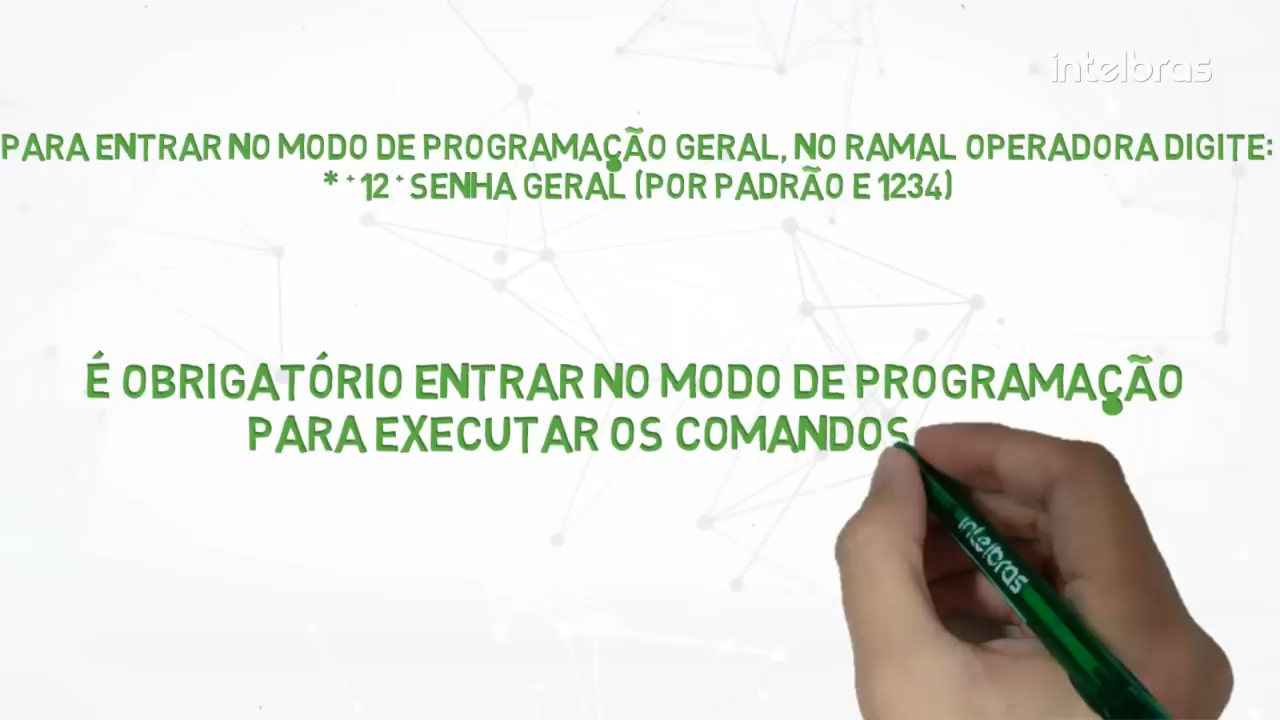 intelbras
PARA ENTRAR NO MODO DE PROGRAMAÇÃO GERAL, NO RAMAL OPERADORA DIGITE:
* + 12 + SENHA GERAL (POR PADRÃO E 1234)
É OBRIGATÓRIO ENTRAR NO MODO DE PROGRAMAÇÃO
PARA EXECUTAR OS COMANDOS
intelbras